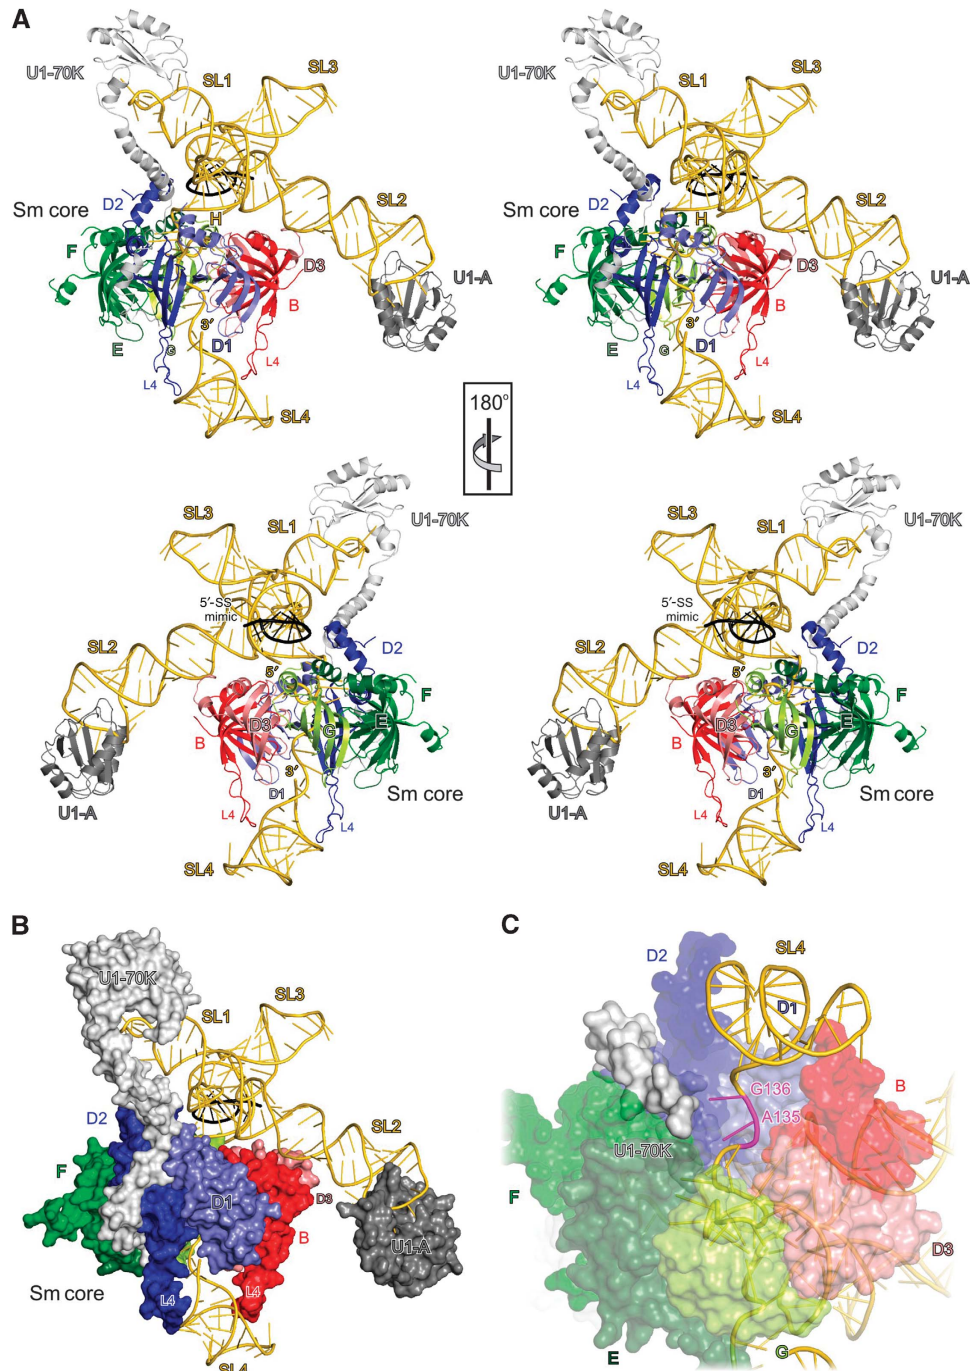 A
U1-70K
SL1
SL3
D2
Sm core
H
SL2
F
D3
U1-A
B
3′
E
G
D1
L4
L4
SL4
U1-70K
SL1
SL3
D2
Sm core
H
SL2
F
D3
U1-A
B
3′
E
G
D1
L4
L4
SL4
180°
SL3
SL1
U1-70K
5′-SS
mimic
SL2
D2
5′
F
D3
G
E
B
3′
D1
Sm core
U1-A
L4
L4
SL4
SL3
SL1
U1-70K
5′-SS
mimic
SL2
D2
5′
F
D3
G
E
B
3′
D1
Sm core
U1-A
L4
L4
SL4
B
U1-70K
SL3
SL1
D2
SL2
F
D1
D3
B
U1-A
Sm core
L4
L4
SL4
C
D2
SL4
D1
B
G136
A135
U1-70K
F
D3
E
G